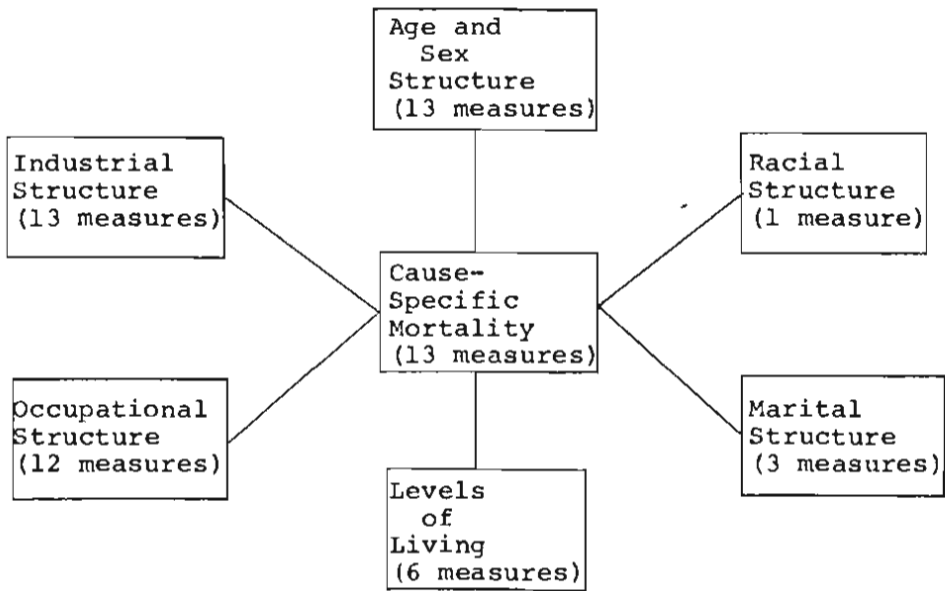 Age and
Sex
Structure
(13 measures)
Industrial
Structure
(13 measures)
Racial
Structure
(1 measure)
Cause-
Specific
Mortality
(13 measures)
Occupational
Structure
(12 measures)
Marital
Structure
(3 measures)
Levels
of
Living
(6 measures)